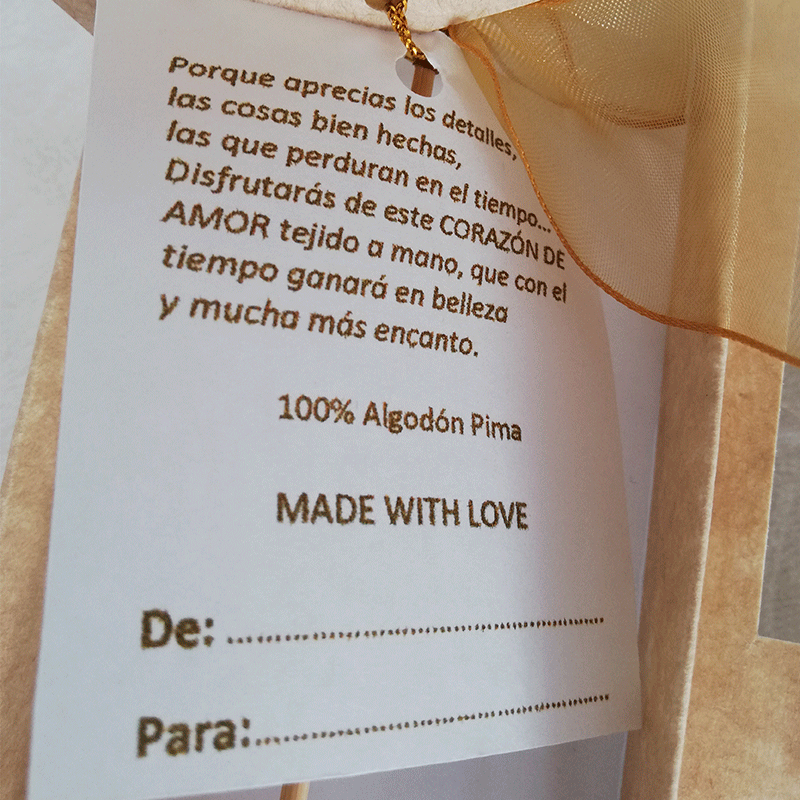 Porque aprecias los detalles,
las cosas bien hechas,
las que perduran en el tiempo...
Disfrutarás de este CORAZÓN DE
AMOR tejido a mano, que con el
tiempo ganará en belleza
y mucha más encanto.
100% Algodón Pima
MADE WITH LOVE
De: ................................................
Para:................................................